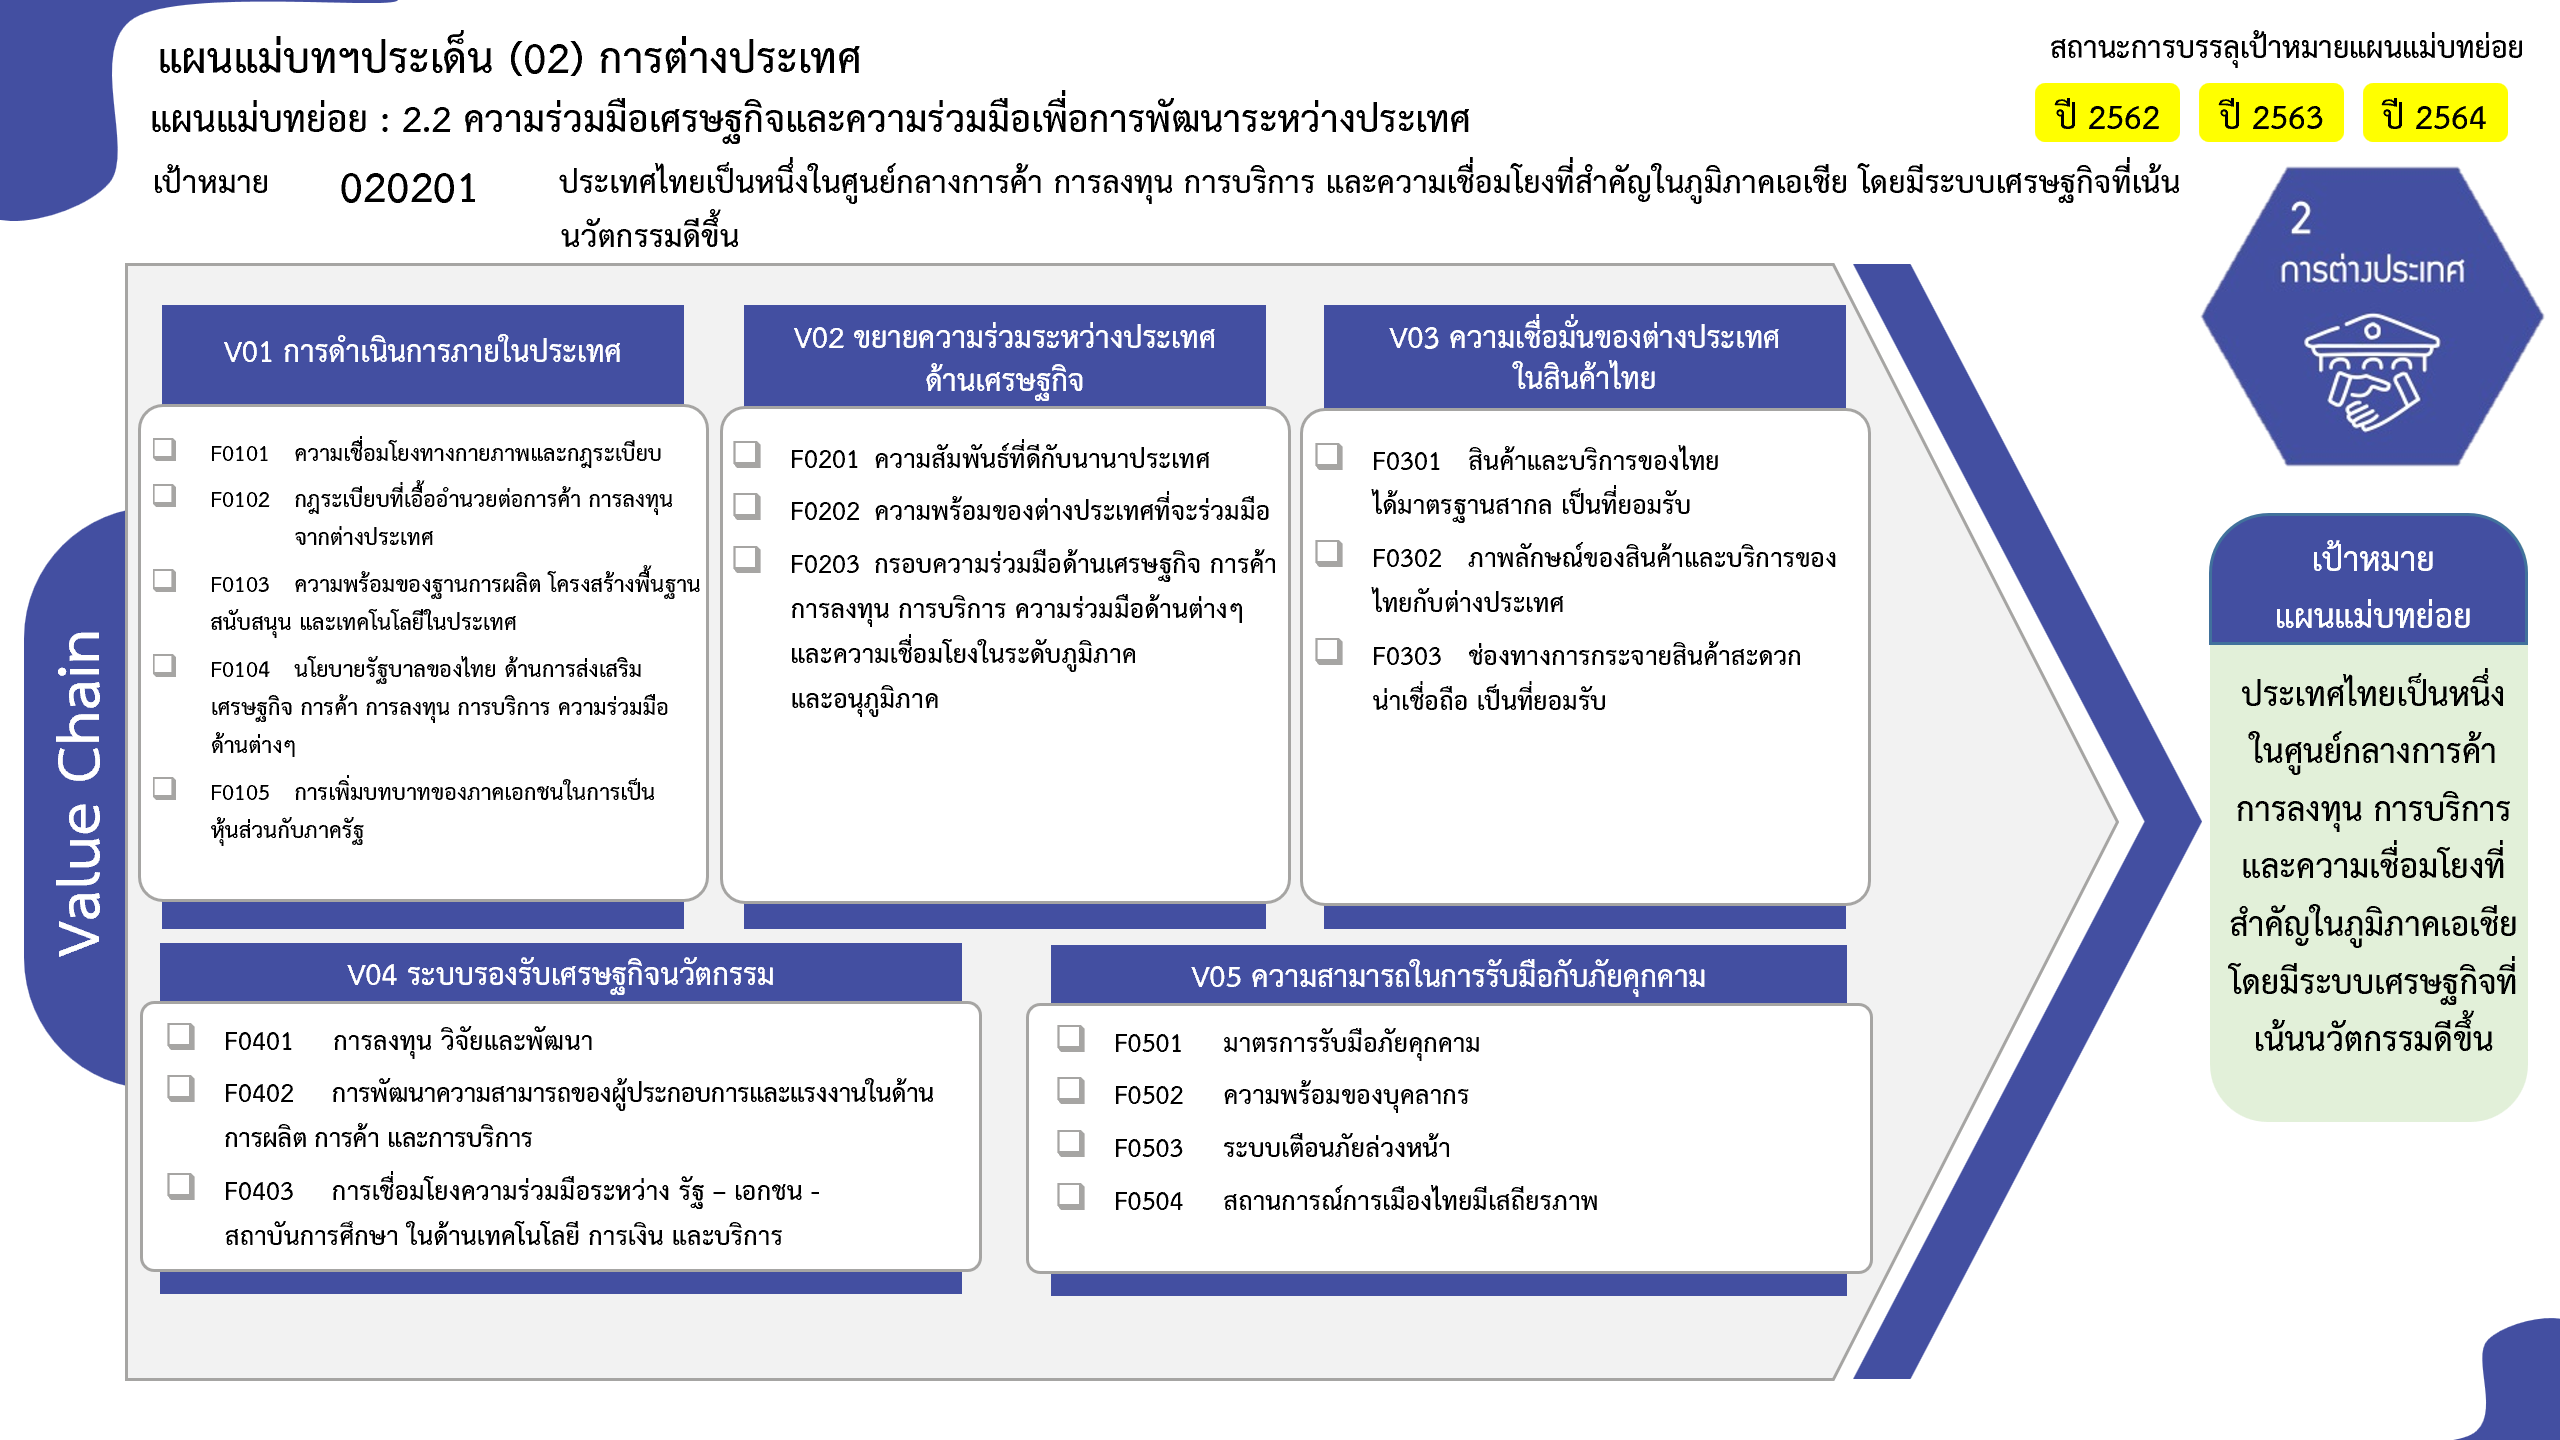 แผนแม่บทฯประเด็น (02) การต่างประเทศ
สถานะการบรรลุเป้าหมายแผนแม่บทย่อย
แผนแม่บทย่อย : 2.2 ความร่วมมือเศรษฐกิจและความร่วมมือเพื่อการพัฒนาระหว่างประเทศ
ปี 2562 ปี 2563 ปี 2564
เป้าหมาย 020201 ประเทศไทยเป็นหนึ่งในศูนย์กลางการค้า การลงทุน การบริการ และความเชื่อมโยงที่สำคัญในภูมิภาคเอเชีย โดยมีระบบเศรษฐกิจที่เน้น
นวัตกรรมดีขึ้น
2
การต่างประเทศ
Value Chain
V01 การดำเนินการภายในประเทศ
F0101 ความเชื่อมโยงทางกายภาพและกฎระเบียบ
F0102 กฎระเบียบที่เอื้ออำนวยต่อการค้า การลงทุน
จากต่างประเทศ
F0103 ความพร้อมของฐานการผลิต โครงสร้างพื้นฐาน
สนับสนุน และเทคโนโลยีในประเทศ
F0104 นโยบายรัฐบาลของไทย ด้านการส่งเสริม
เศรษฐกิจ การค้า การลงทุน การบริการ ความร่วมมือ
ด้านต่างๆ
F0105 การเพิ่มบทบาทของภาคเอกชนในการเป็น
หุ้นส่วนกับภาครัฐ
V02 ขยายความร่วมระหว่างประเทศ
ด้านเศรษฐกิจ
F0201 ความสัมพันธ์ที่ดีกับนานาประเทศ
F0202 ความพร้อมของต่างประเทศที่จะร่วมมือ
F0203 กรอบความร่วมมือด้านเศรษฐกิจ การค้า
การลงทุน การบริการ ความร่วมมือด้านต่างๆ
และความเชื่อมโยงในระดับภูมิภาค
และอนุภูมิภาค
V03 ความเชื่อมั่นของต่างประเทศ
ในสินค้าไทย
F0301 สินค้าและบริการของไทย
ได้มาตรฐานสากล เป็นที่ยอมรับ
F0302 ภาพลักษณ์ของสินค้าและบริการของ
ไทยกับต่างประเทศ
F0303 ช่องทางการกระจายสินค้าสะดวก
น่าเชื่อถือ เป็นที่ยอมรับ
V04 ระบบรองรับเศรษฐกิจนวัตกรรม
F0401 การลงทุน วิจัยและพัฒนา
F0402 การพัฒนาความสามารถของผู้ประกอบการและแรงงานในด้าน
การผลิต การค้า และการบริการ
F0403 การเชื่อมโยงความร่วมมือระหว่าง รัฐ – เอกชน -
สถาบันการศึกษา ในด้านเทคโนโลยี การเงิน และบริการ
V05 ความสามารถในการรับมือกับภัยคุกคาม
F0501 มาตรการรับมือภัยคุกคาม
F0502 ความพร้อมของบุคลากร
F0503 ระบบเตือนภัยล่วงหน้า
F0504 สถานการณ์การเมืองไทยมีเสถียรภาพ
เป้าหมาย
แผนแม่บทย่อย
ประเทศไทยเป็นหนึ่ง
ในศูนย์กลางการค้า
การลงทุน การบริการ
และความเชื่อมโยงที่
สำคัญในภูมิภาคเอเชีย
โดยมีระบบเศรษฐกิจที่
เน้นนวัตกรรมดีขึ้น